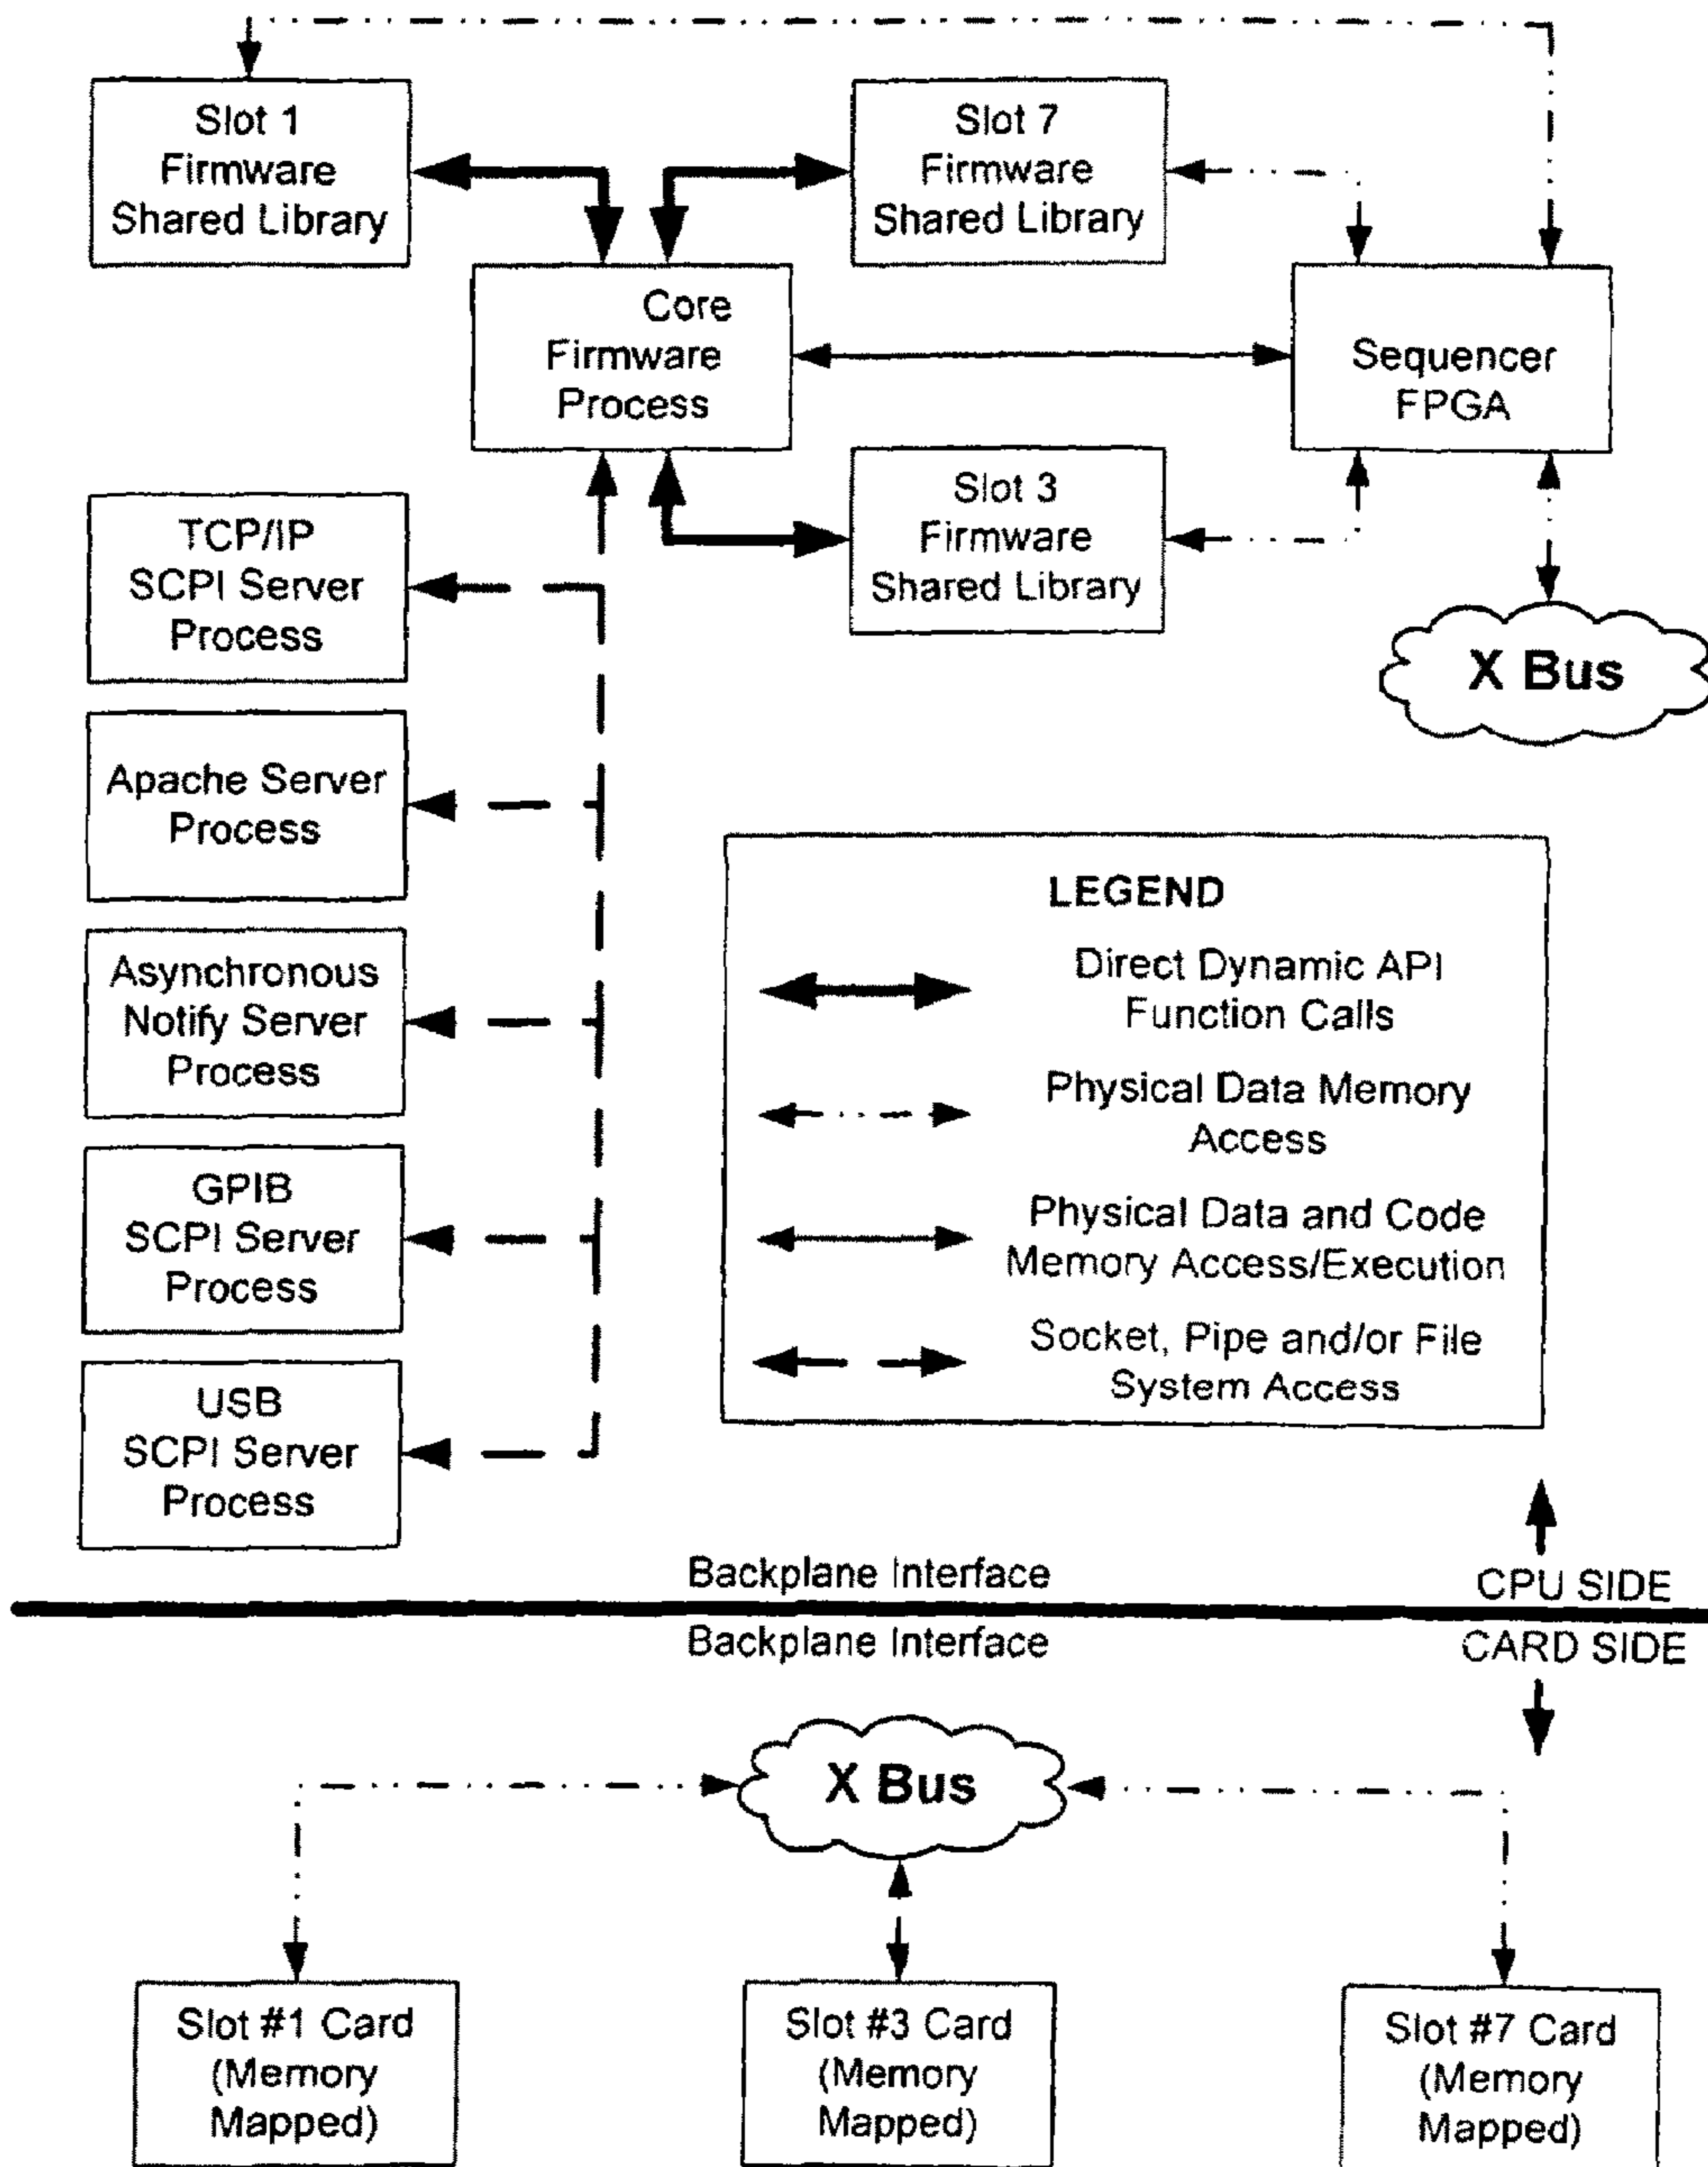 Slot 1
Firmware
Shared Library
Slot 7
Firmware
Shared Library
Core
Firmware
Process
Sequencer
FPGA
Slot 3
Firmware
Shared Library
TCP/IP
SCPI Server
Process
X Bus
Apache Server
Process
Asynchronous
Notify Server
Process
GPIB
SCPI Server
Process
USB
SCPI Server
Process
LEGEND
Direct Dynamic API
Function Calls
Physical Data Memory
Access
Physical Data and Code
Memory Access/Execution
Socket, Pipe and/or File
System Access
Backplane Interface
CPU SIDE
Backplane Interface
CARD SIDE
X Bus
Slot #1 Card
(Memory
Mapped)
Slot #3 Card
(Memory
Mapped)
Slot #7 Card
(Memory
Mapped)